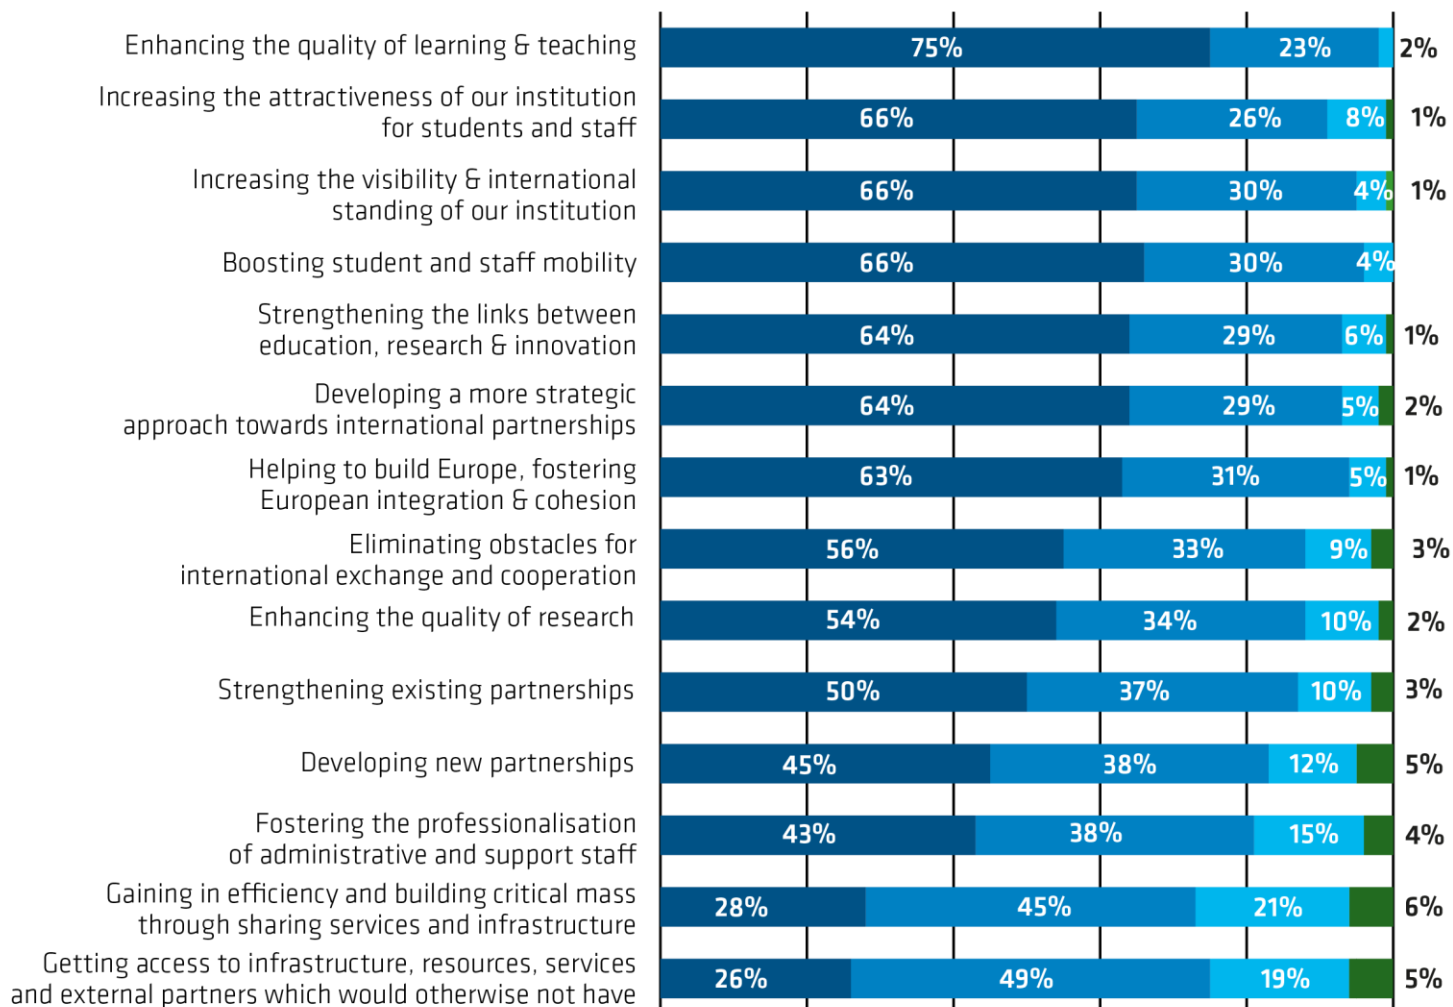 Enhancing the quality of learning & teaching
75% 23% 2%
Increasing the attractiveness of our institution
for students and staff
66% 26% 8% 1%
Increasing the visibility & international
standing of our institution
66% 30% 4% 1%
Boosting student and staff mobility
66% 30% 4%
Strengthening the links between
education, research & innovation
64% 29% 6% 1%
Developing a more strategic
approach towards international partnerships
64% 29% 5% 2%
Helping to build Europe, fostering
European integration & cohesion
63% 31% 5% 1%
Eliminating obstacles for
international exchange and cooperation
56% 33% 9% 3%
Enhancing the quality of research
54% 34% 10% 2%
Strengthening existing partnerships
50% 37% 10% 3%
Developing new partnerships
45% 38% 12% 5%
Fostering the professionalisation
of administrative and support staff
43% 38% 15% 4%
Gaining in efficiency and building critical mass
through sharing services and infrastructure
28% 45% 21% 6%
Getting access to infrastructure, resources, services
and external partners which would otherwise not have
26% 49% 19% 5%